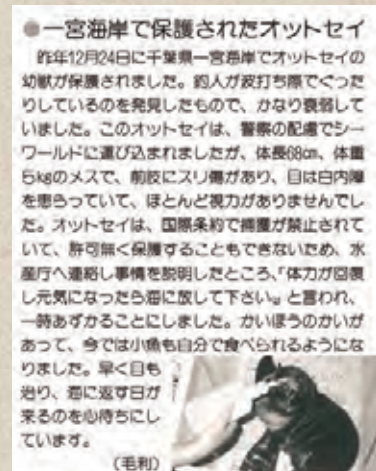 ●一宮海岸で保護されたオットセイ
昨年12月24日に千葉県一宮海岸でオットセイの
幼獣が保護されました。釣人が波打ち際でぐった
りしているのを発見したもので、かなり衰弱して
いました。このオットセイは、警察の配慮でシー
ワールドに運び込まれましたが、体長68cm、体重
5kgのメスで、前肢にスリ傷があり、目は白内障
を患らっていて、ほとんど視力がありませんでし
た。オットセイは、国際条約で捕獲が禁止されて
いて、許可無く保護することもできないため、水
産庁へ連絡し事情を説明したところ、「体力が回復
し元気になったら海に放して下さい」と言われ、
一時あずかることにしました。かいほうのかいが
あって、今では小魚も自分で食べられるようにな
りました。早く目も
治り、海に返す日が
来るのを心待ちにし
ています。
(毛利)